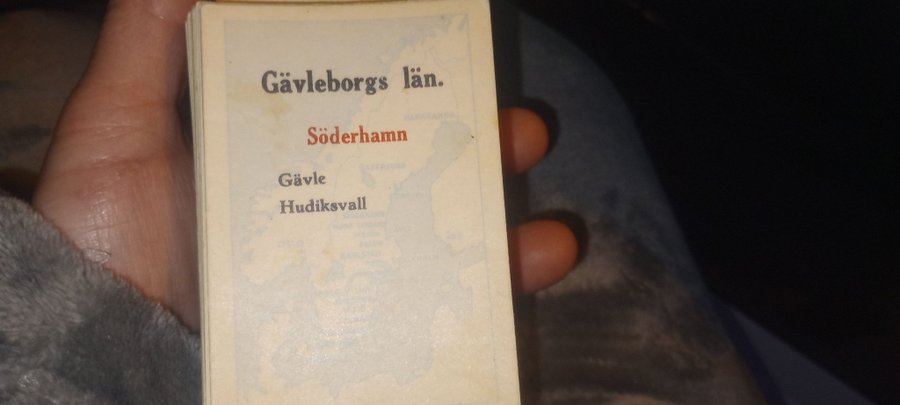 Gävleborgs län.
Söderhamn
Gävle
Hudiksvall